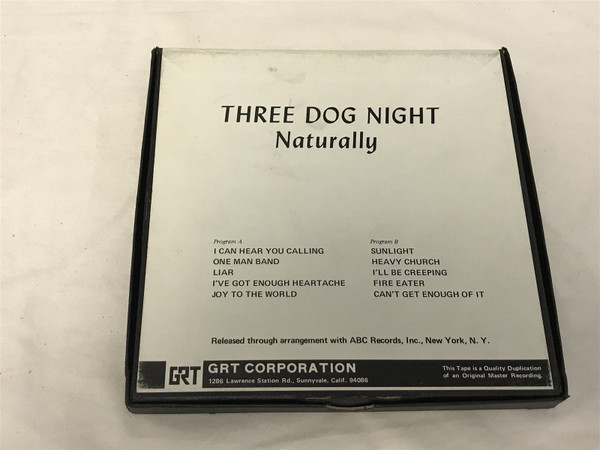 THREE DOG NIGHT
Naturally
Program A
I CAN HEAR YOU CALLING
ONE MAN BAND
LIAR
I'VE GOT ENOUGH HEARTACHE
JOY TO THE WORLD
Program B
SUNLIGHT
HEAVY CHURCH
I'LL BE CREEPING
FIRE EATER
CAN'T GET ENOUGH OF IT
Released through arrangement with ABC Records, Inc., New York, N. Y.
GRT
GRT CORPORATION
1286 Lawrence Station Rd., Sunnyvale, Calif. 94086
This Tape is a Quality Duplication
of an Original Master Recording.